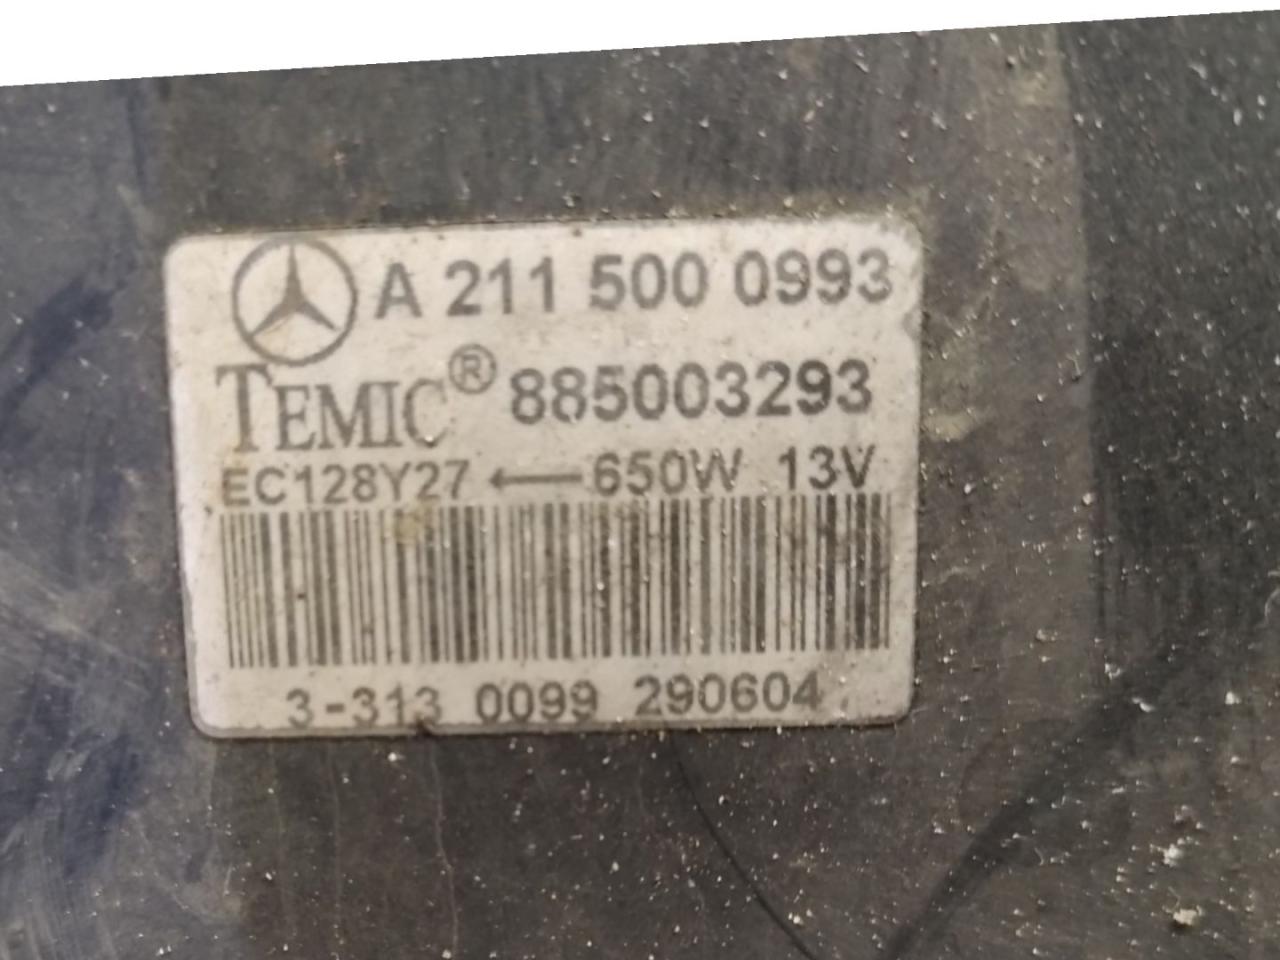 A 211 500 0993
TEMIC® 885003293
EC128Y27 ←650W 13V
3-313 0099 290604